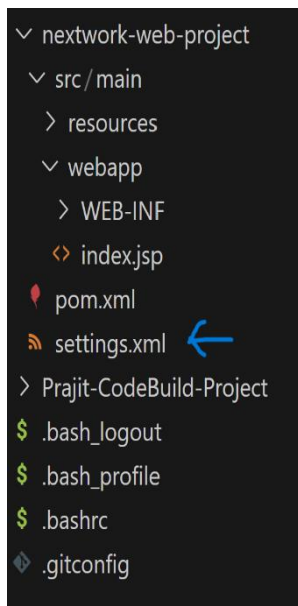 nextwork-web-project
src/main
resources
webapp
WEB-INF
index.jsp
pom.xml
settings.xml
Prajit-CodeBuild-Project
.bash_logout
.bash_profile
.bashrc
.gitconfig